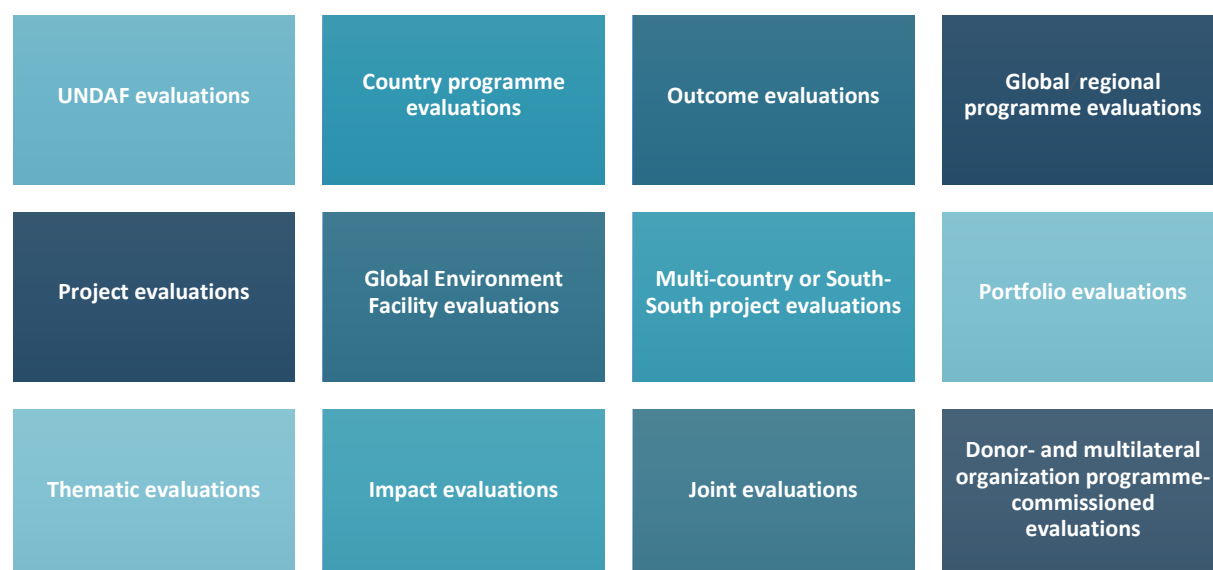 UNDAF evaluations
Country programme
evaluations
Outcome evaluations
Global regional
programme evaluations
Project evaluations
Global Environment
Facility evaluations
Multi-country or South-
South project evaluations
Portfolio evaluations
Thematic evaluations
Impact evaluations
Joint evaluations
Donor- and multilateral
organization programme-
commissioned
evaluations